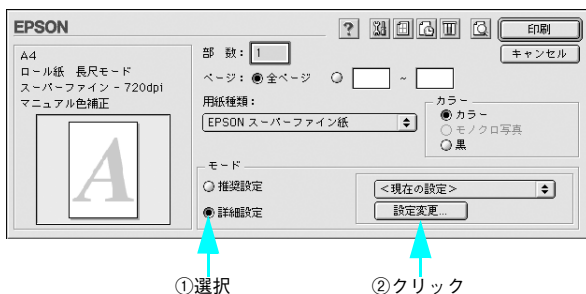 EPSON
?
印刷
キャンセル
A4
ロール紙 長尺モード
スーパーファイン - 720dpi
マニュアル色補正
A
部 数： 1
ページ： 全ページ ~
用紙種類：
EPSON スーパーファイン紙
カラー
カラー
モノクロ写真
黒
モード
推奨設定
詳細設定
<現在の設定>
設定変更...
①選択
②クリック